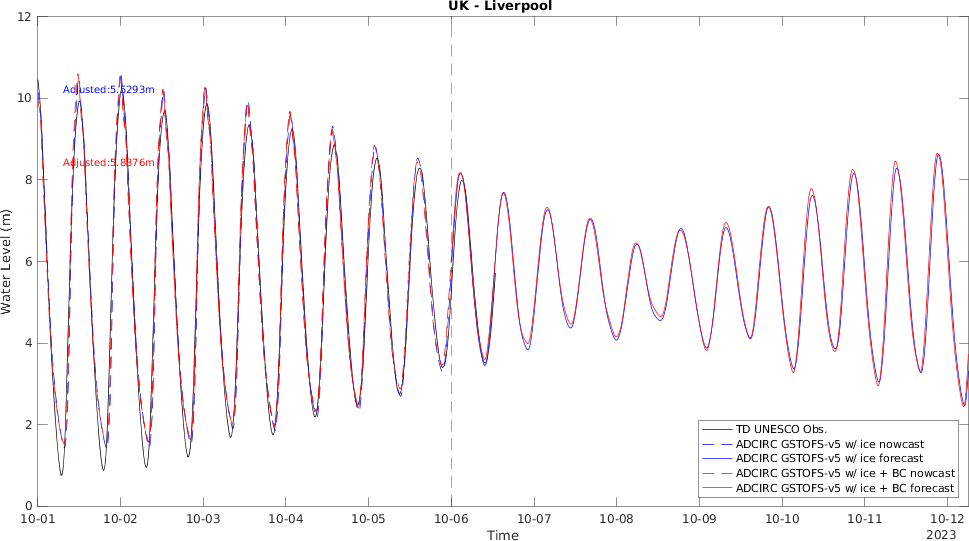 UK - Liverpool
12
10
8
6
4
2
0
Water Level (m)
Adjusted:5.5293m
Adjusted:5.8376m
10-01 10-02 10-03 10-04 10-05 10-06 10-07 10-08 10-09 10-10 10-11 10-12
2023
Time
TD UNESCO Obs.
ADCIRC GSTOFS-v5 w/ ice nowcast
ADCIRC GSTOFS-v5 w/ ice forecast
ADCIRC GSTOFS-v5 w/ ice + BC nowcast
ADCIRC GSTOFS-v5 w/ ice + BC forecast